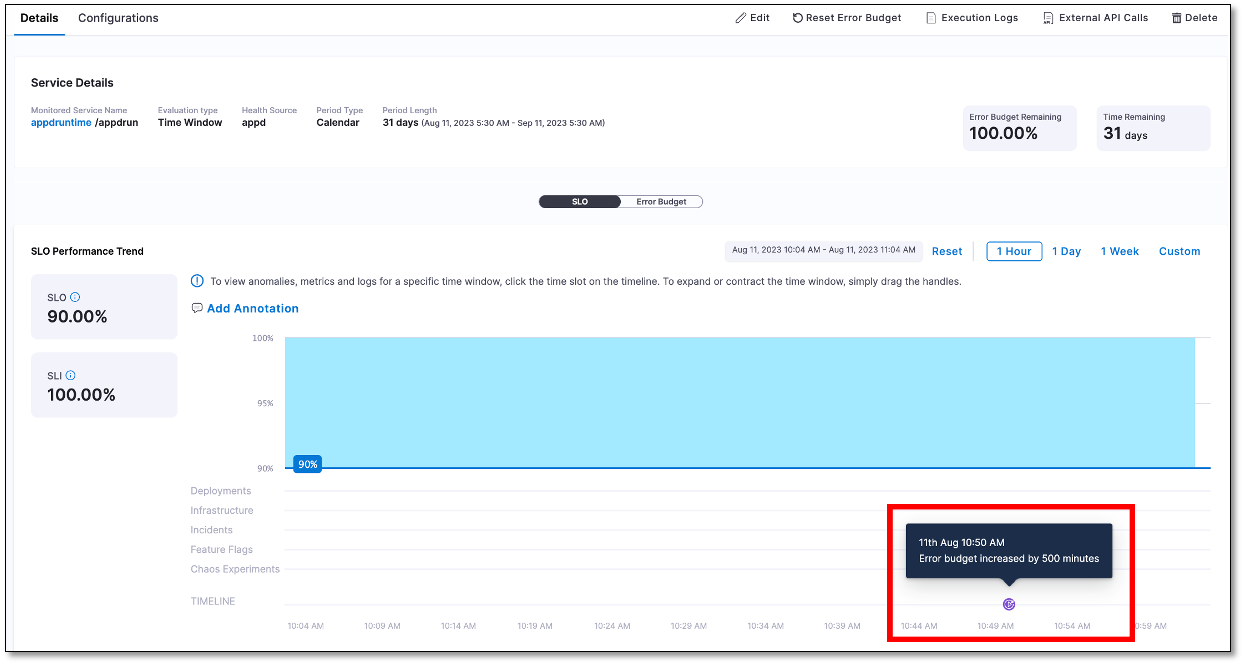 Details Configurations Edit Reset Error Budget Execution Logs External API Calls Delete
Service Details
Monitored Service Name Evaluation type Health Source Period Type Period Length
appdruntime /appdrun Time Window appd Calendar 31 days (Aug 11, 2023 5:30 AM - Sep 11, 2023 5:30 AM)
Error Budget Remaining Time Remaining
100.00% 31 days
SLO Error Budget
SLO Performance Trend Aug 11, 2023 10:04 AM - Aug 11, 2023 11:04 AM Reset 1 Hour 1 Day 1 Week Custom
To view anomalies, metrics and logs for a specific time window, click the time slot on the timeline. To expand or contract the time window, simply drag the handles.
SLO
90.00%
Add Annotation
SLI
100.00%
100%
95%
90% 90%
Deployments
Infrastructure
Incidents
Feature Flags
Chaos Experiments
11th Aug 10:50 AM
Error budget increased by 500 minutes
TIMELINE
10:04 AM 10:09 AM 10:14 AM 10:19 AM 10:24 AM 10:29 AM 10:34 AM 10:39 AM 10:44 AM 10:49 AM 10:54 AM 0:59 AM